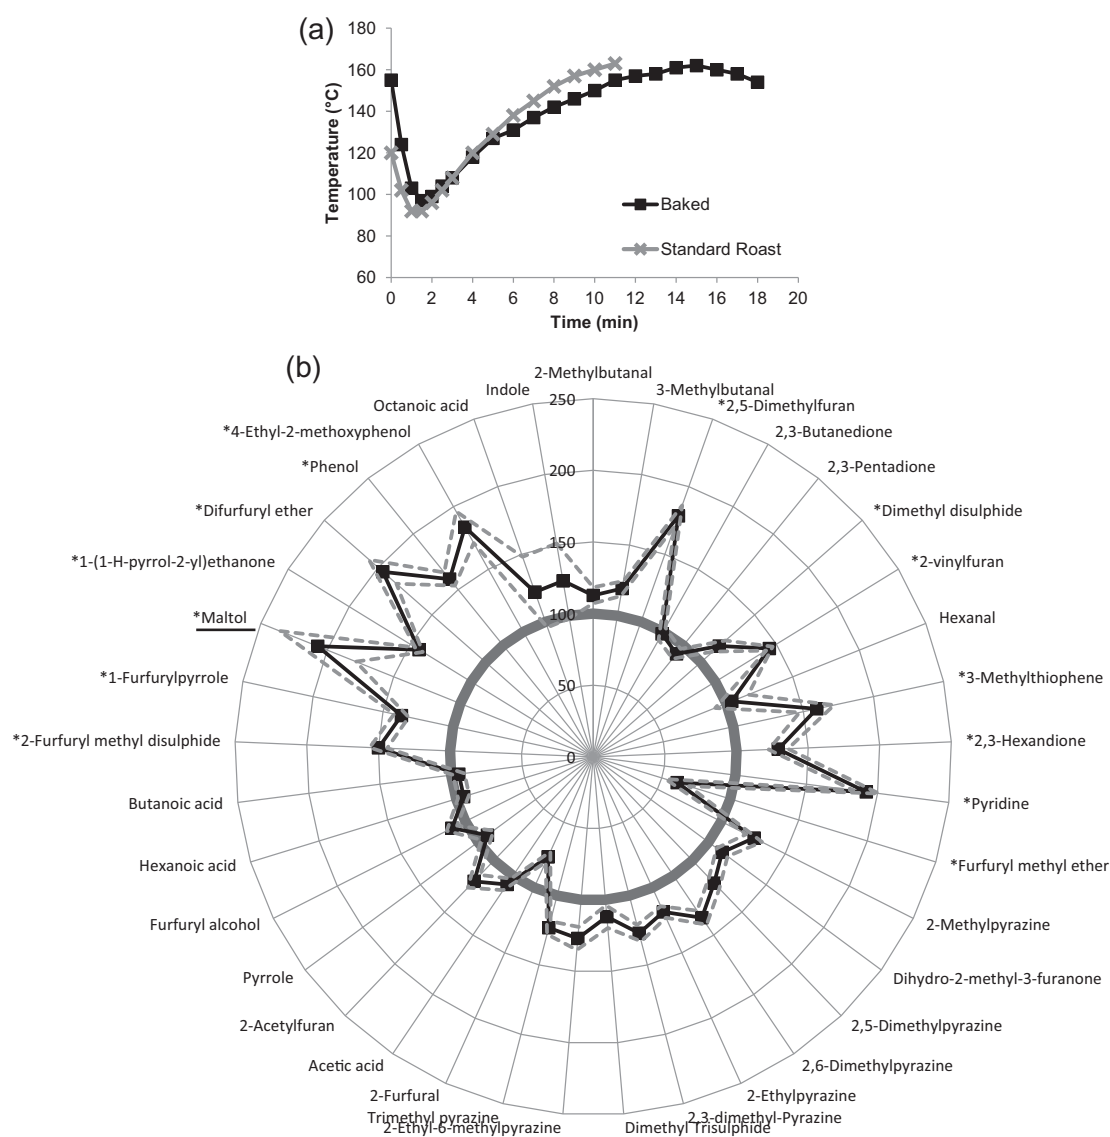 (a)
180
160
140
120
100
80
60
Temperature (°C)
Baked
Standard Roast
0 2 4 6 8 10 12 14 16 18 20
Time (min)
(b)
2-Methylbutanal
3-Methylbutanal
*2,5-Dimethylfuran
2,3-Butanedione
2,3-Pentadione
*Dimethyl disulphide
*2-vinylfuran
Hexanal
*3-Methylthiophene
*2,3-Hexandione
*Pyridine
*Furfuryl methyl ether
2-Methylpyrazine
Dihydro-2-methyl-3-furanone
2,5-Dimethylpyrazine
2,6-Dimethylpyrazine
2-Ethylpyrazine
2,3-dimethyl-Pyrazine
Dimethyl Trisulphide
2-Ethyl-6-methylpyrazine
Trimethyl pyrazine
2-Furfural
Acetic acid
2-Acetylfuran
Pyrrole
Furfuryl alcohol
Hexanoic acid
Butanoic acid
*2-Furfuryl methyl disulphide
*1-Furfurylpyrrole
*Maltol
*1-(1-H-pyrrol-2-yl)ethanone
*Difurfuryl ether
*Phenol
*4-Ethyl-2-methoxyphenol
Octanoic acid
Indole
250
200
150
100
50
0